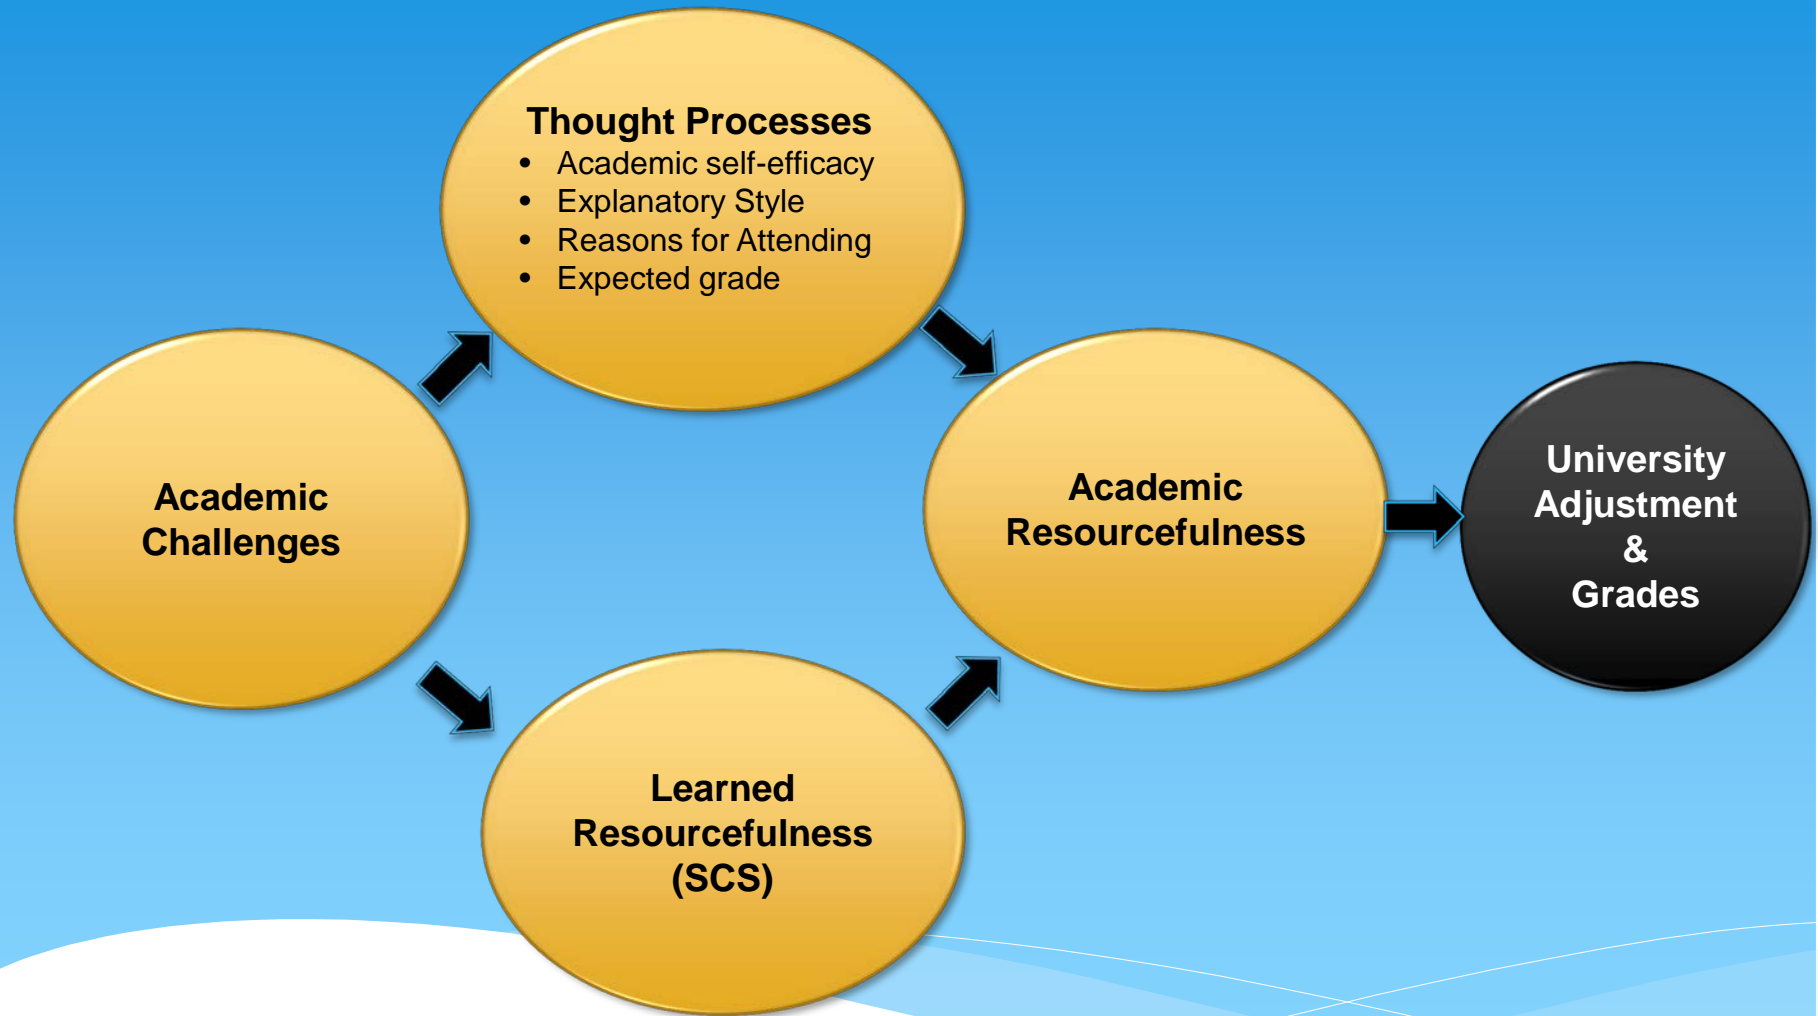 Thought Processes
• Academic self-efficacy
• Explanatory Style
• Reasons for Attending
• Expected grade
Academic
Challenges
Academic
Resourcefulness
University
Adjustment
&
Grades
Learned
Resourcefulness
(SCS)